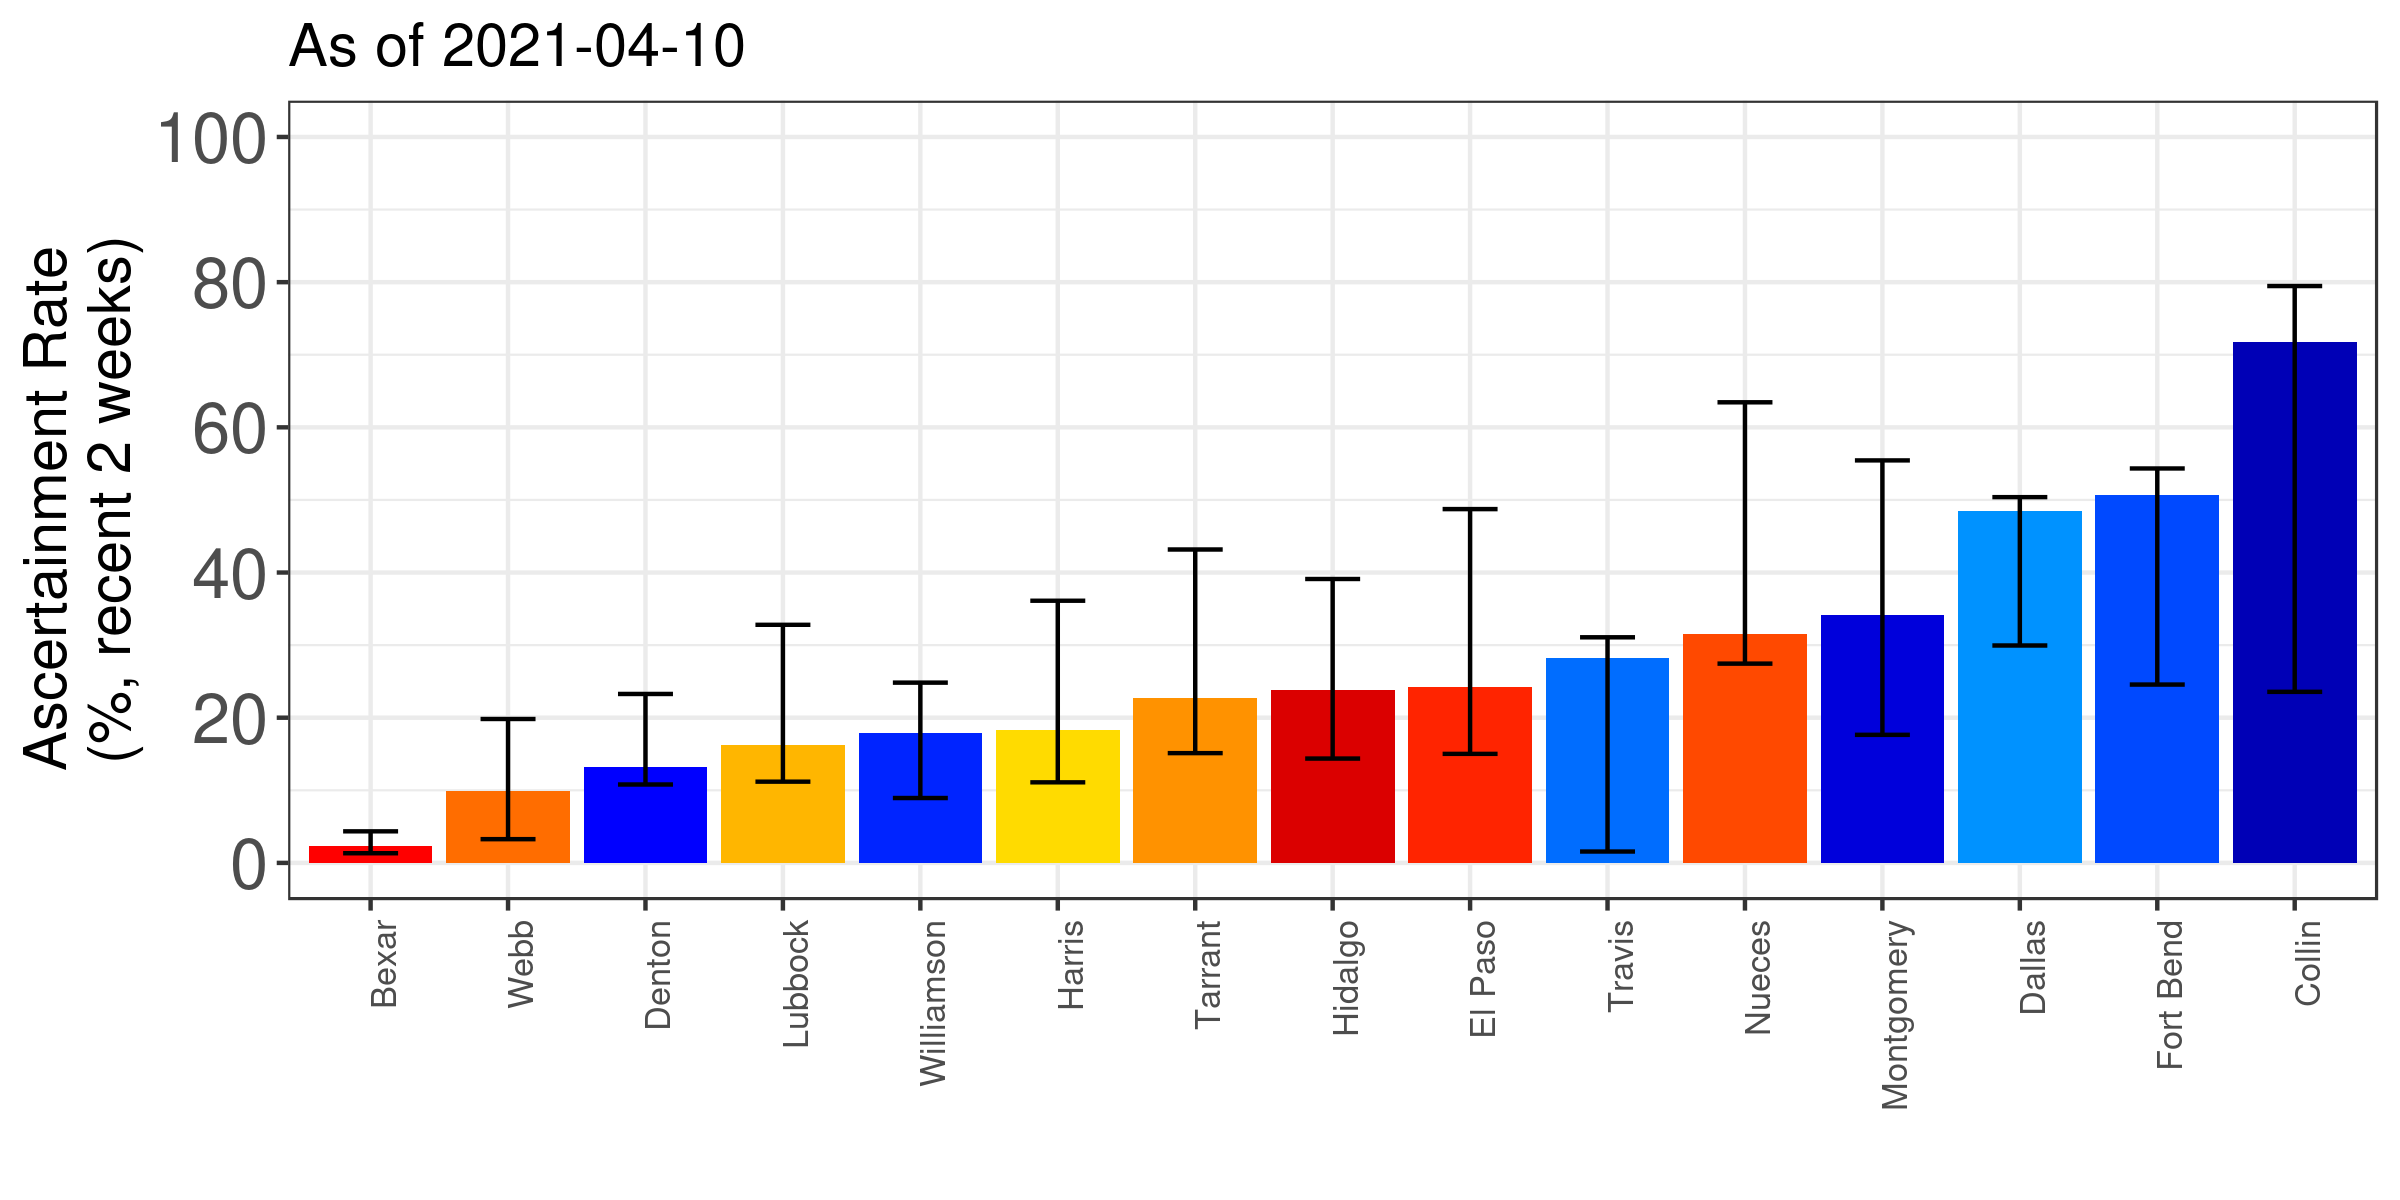 As of 2021-04-10
Ascertainment Rate
(%, recent 2 weeks)
100
80
60
40
20
0
Bexar
Webb
Denton
Lubbock
Williamson
Harris
Tarrant
Hidalgo
El Paso
Travis
Nueces
Montgomery
Dallas
Fort Bend
Collin